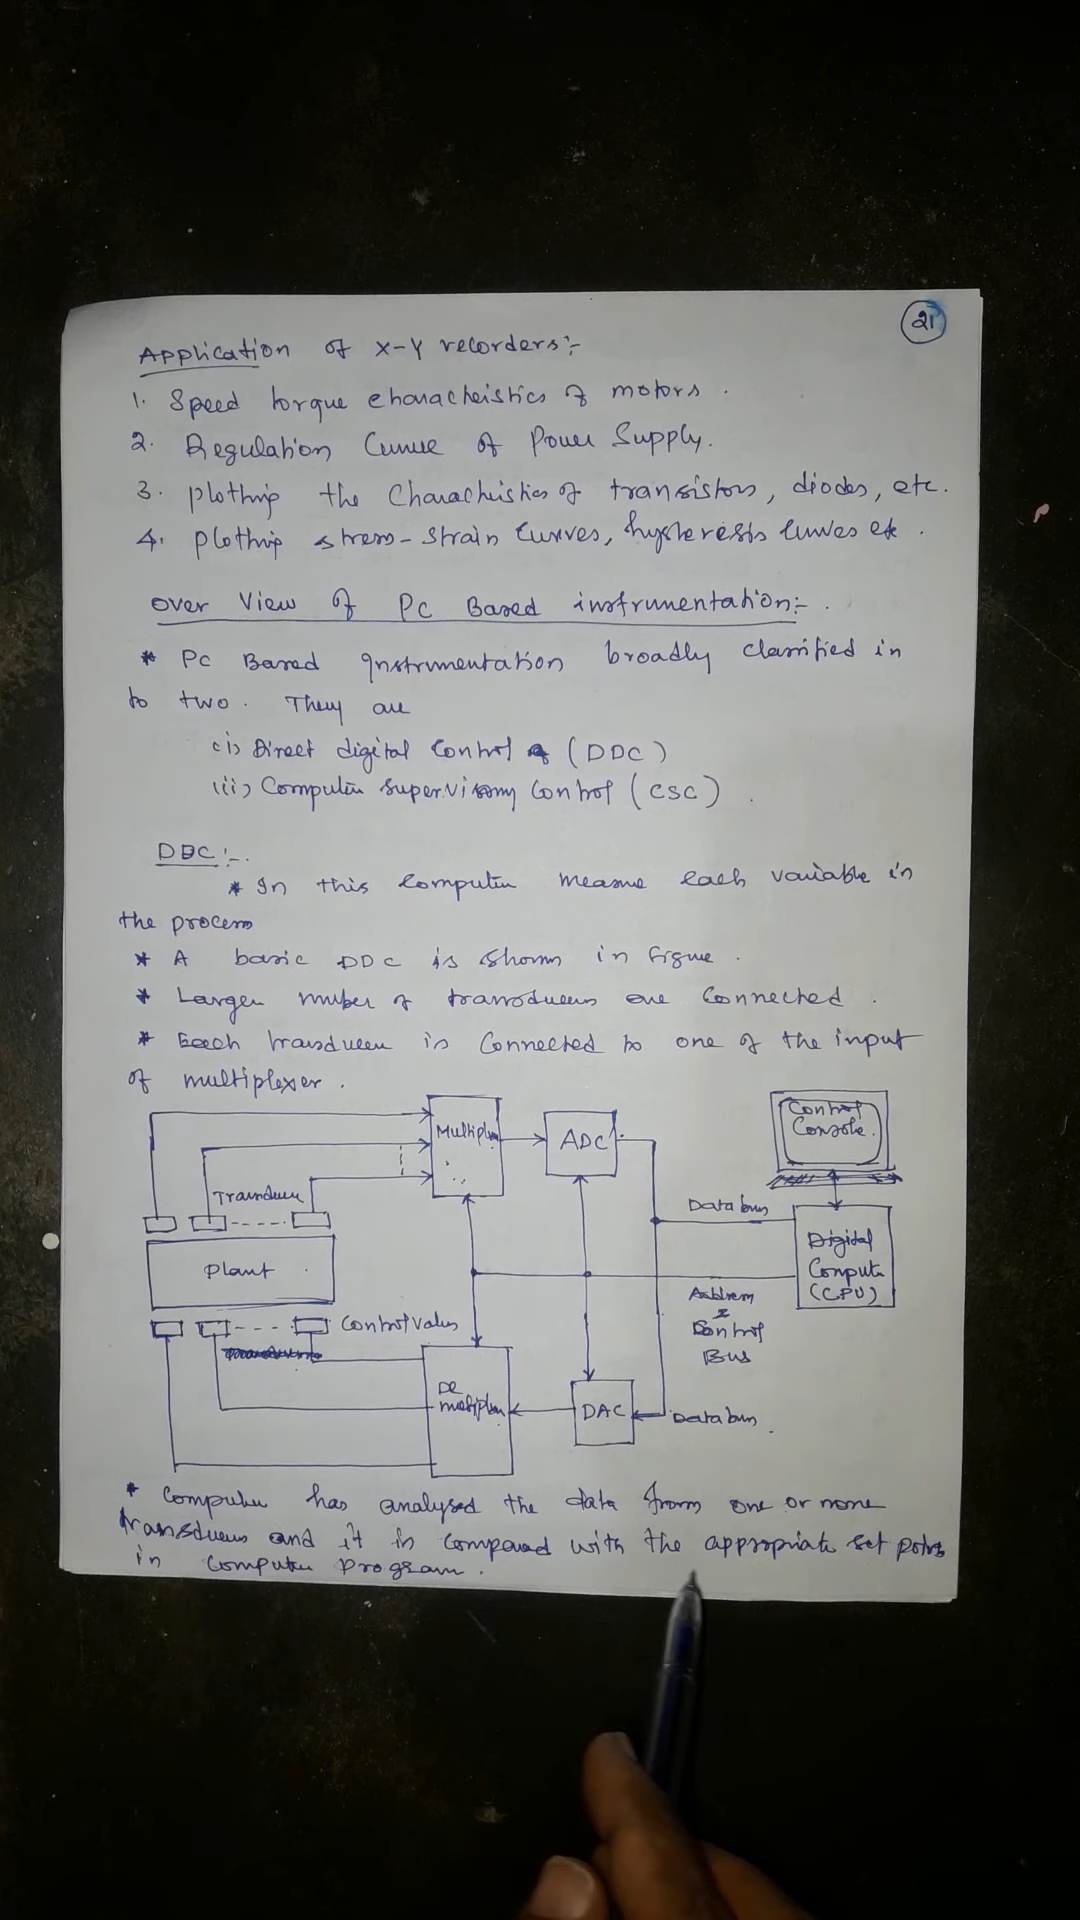 21
Application of X-Y recorders:-
1. Speed torque characteristics of motors.
2. Regulation Curve of Power Supply.
3. plotting the characteristics of transistors, diodes, etc.
4. plotting stress-strain curves, hysteresis curves etc.
Over View of PC Based instrumentation:-
* PC Based Instrumentation broadly classified in
to two. They are
(i) Direct digital Control (DDC)
(ii) Computer supervisory Control (CSC).
DDC:-
* In this computer measure each variable in
the process
* A basic DDC is shown in figure.
* Larger number of transducers are connected.
* Each transducer is connected to one of the input
of multiplexer.
Control
Console.
Multiplex
ADC
Transducer
Data bus
Digital
Computer
(CPU)
Plant
Address
&
Control
Bus
Control valves
De
multiplex
DAC
Data bus
* Computer has analysed the data from one or more
transducers and it is compared with the appropriate set points
in computer program.